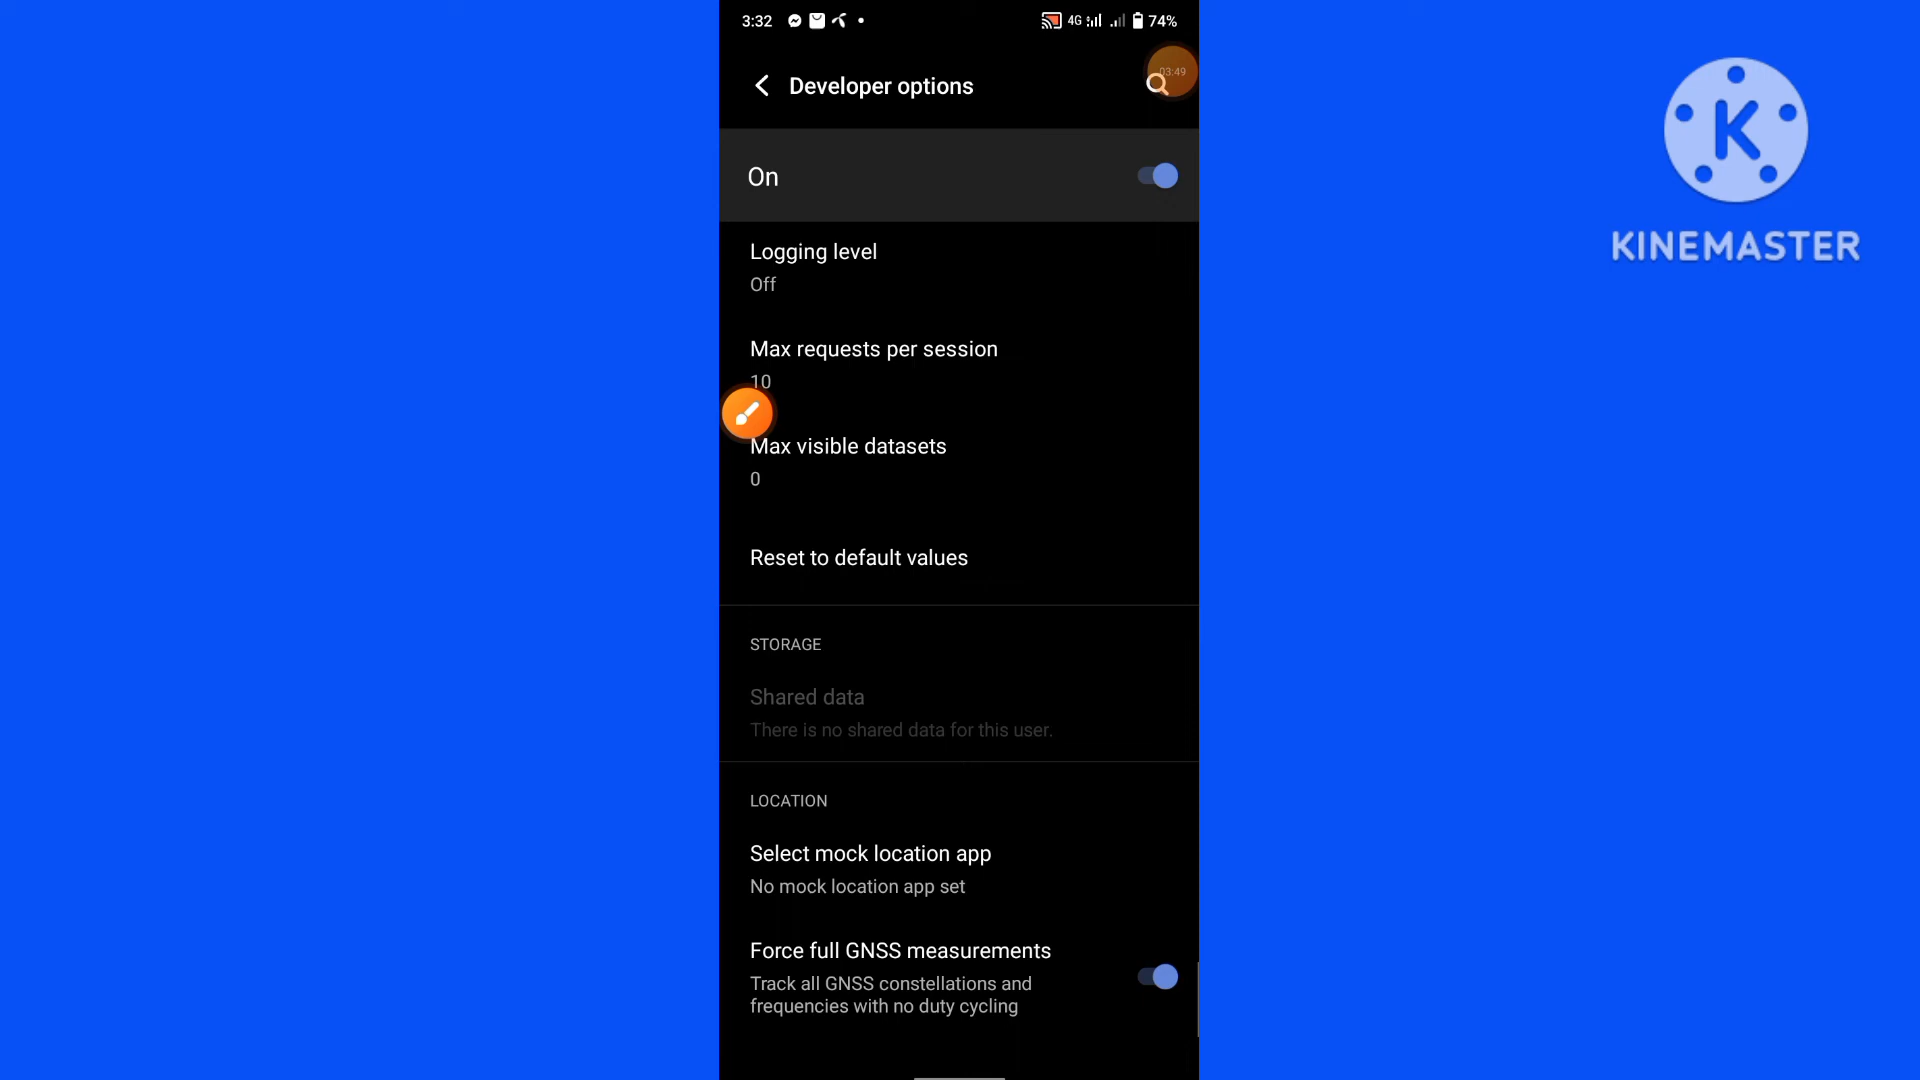 3:32
4G
74%
Developer options
03:49
On
Logging level
Off
Max requests per session
10
Max visible datasets
0
Reset to default values
STORAGE
Shared data
There is no shared data for this user.
LOCATION
Select mock location app
No mock location app set
Force full GNSS measurements
Track all GNSS constellations and
frequencies with no duty cycling
K
KINEMASTER